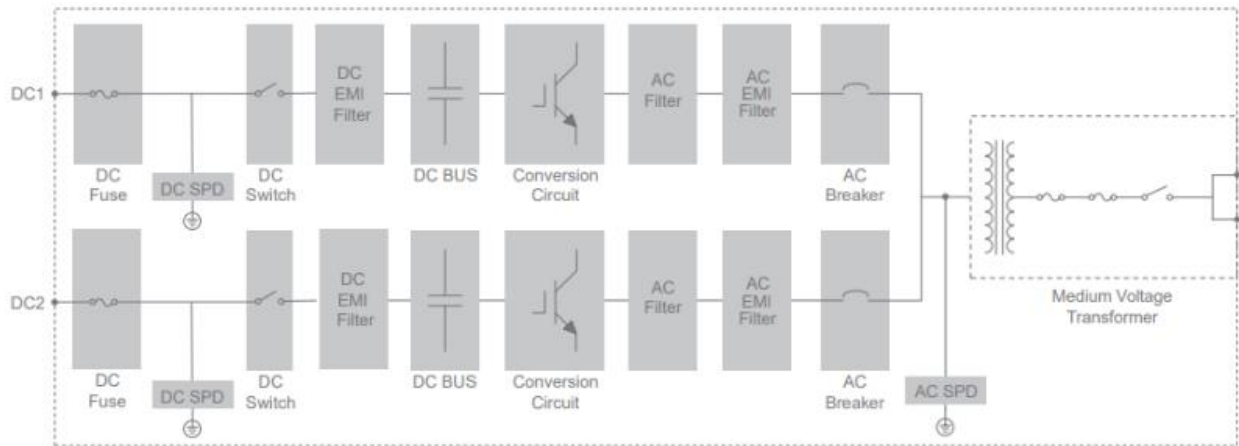 DC1
DC
EMI
Filter
AC
Filter
AC
EMI
Filter
DC
Fuse
DC SPD
DC
Switch
DC BUS
Conversion
Circuit
AC
Breaker
DC2
DC
EMI
Filter
AC
Filter
AC
EMI
Filter
Medium Voltage
Transformer
DC
Fuse
DC SPD
DC
Switch
DC BUS
Conversion
Circuit
AC
Breaker
AC SPD